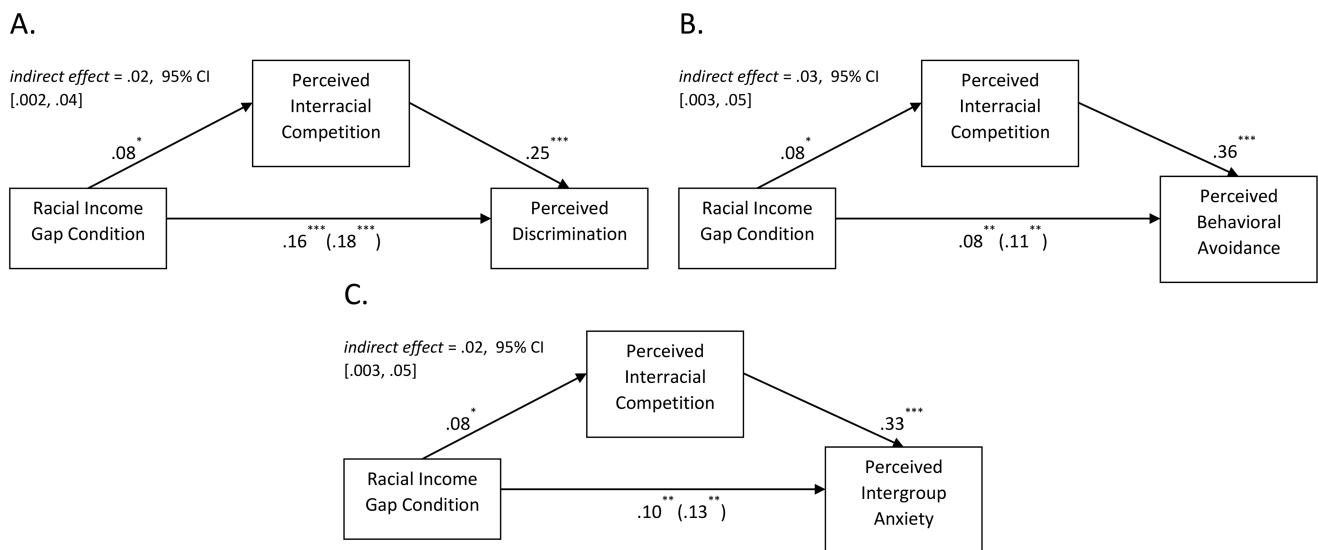 A.
indirect effect = .02, 95% CI
[.002, .04]
Perceived
Interracial
Competition
.08*
.25***
Racial Income
Gap Condition
Perceived
Discrimination
.16***(.18***)
B.
indirect effect = .03, 95% CI
[.003, .05]
Perceived
Interracial
Competition
.08*
.36***
Racial Income
Gap Condition
Perceived
Behavioral
Avoidance
.08** (.11**)
C.
indirect effect = .02, 95% CI
[.003, .05]
Perceived
Interracial
Competition
.08*
.33***
Racial Income
Gap Condition
Perceived
Intergroup
Anxiety
.10** (.13**)